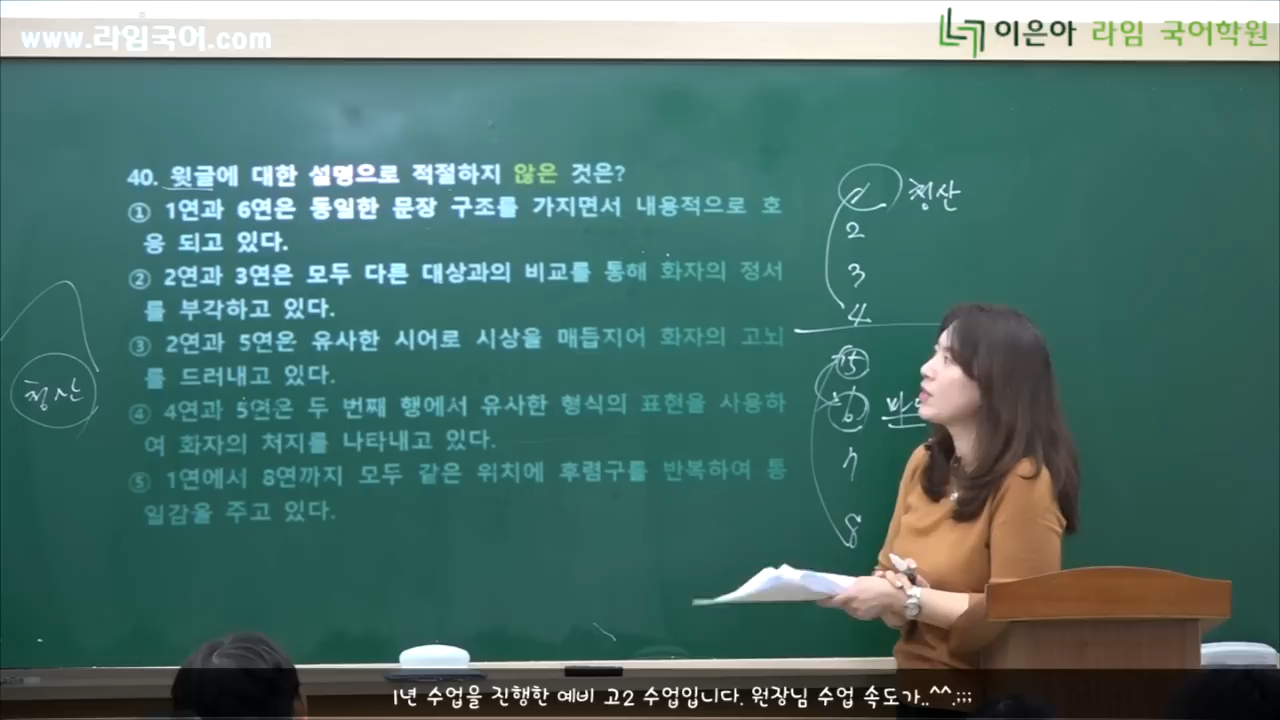 www.라임국어.com
이은아 라임 국어학원
40. 윗글에 대한 설명으로 적절하지 않은 것은?
① 1연과 6연은 동일한 문장 구조를 가지면서 내용적으로 호
응 되고 있다.
② 2연과 3연은 모두 다른 대상과의 비교를 통해 화자의 정서
를 부각하고 있다.
③ 2연과 5연은 유사한 시어로 시상을 매듭지어 화자의 고뇌
를 드러내고 있다.
④ 4연과 5연은 두 번째 행에서 유사한 형식의 표현을 사용하
여 화자의 처지를 나타내고 있다.
⑤ 1연에서 8연까지 모두 같은 위치에 후렴구를 반복하여 통
일감을 주고 있다.
청산
1 청산
2
3
4
5
6
7
8
1년 수업을 진행한 예비 고2 수업입니다. 원장님 수업 속도가..^^.;;;